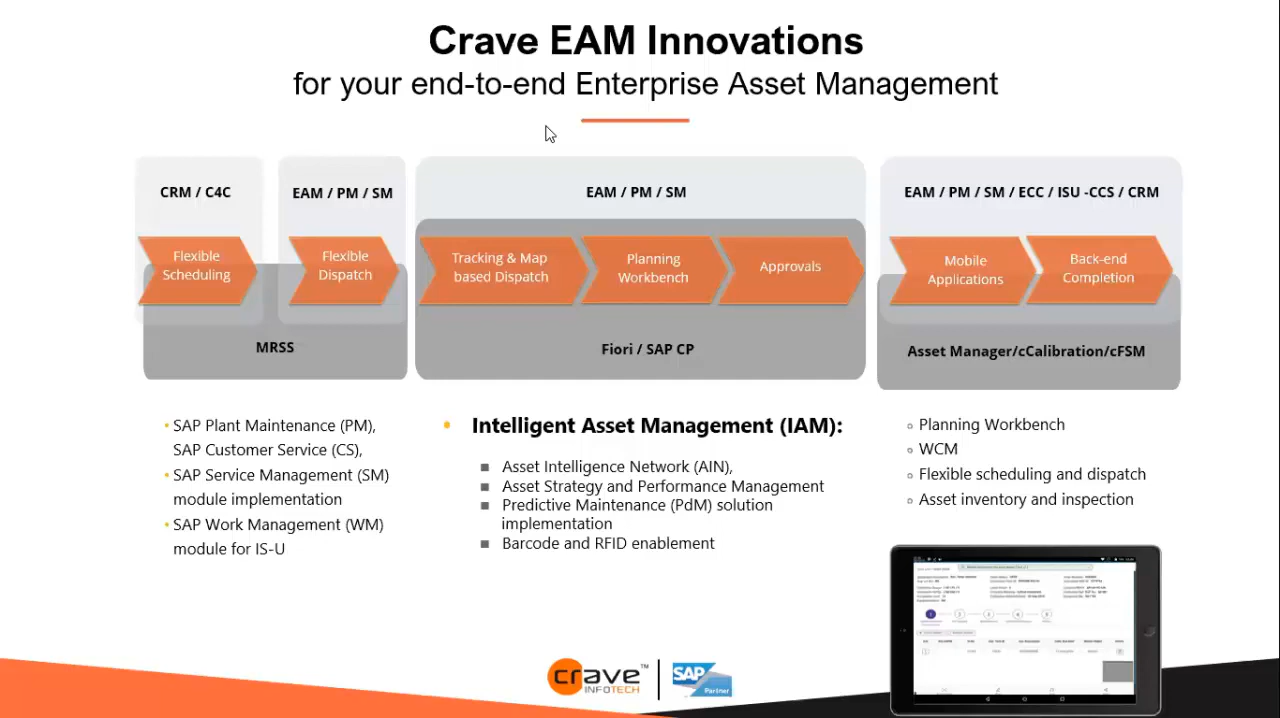 Crave EAM Innovations
for your end-to-end Enterprise Asset Management
CRM / C4C
EAM / PM / SM
EAM / PM / SM
EAM / PM / SM / ECC / ISU -CCS / CRM
Flexible
Scheduling
Flexible
Dispatch
Tracking & Map
based Dispatch
Planning
Workbench
Approvals
Mobile
Applications
Back-end
Completion
MRSS
Fiori / SAP CP
Asset Manager/cCalibration/cFSM
• SAP Plant Maintenance (PM),
SAP Customer Service (CS),
• SAP Service Management (SM)
module implementation
• SAP Work Management (WM)
module for IS-U
• Intelligent Asset Management (IAM):
■ Asset Intelligence Network (AIN),
■ Asset Strategy and Performance Management
■ Predictive Maintenance (PdM) solution
implementation
■ Barcode and RFID enablement
○ Planning Workbench
○ WCM
○ Flexible scheduling and dispatch
○ Asset inventory and inspection
crave™
INFOTECH
SAP
Partner